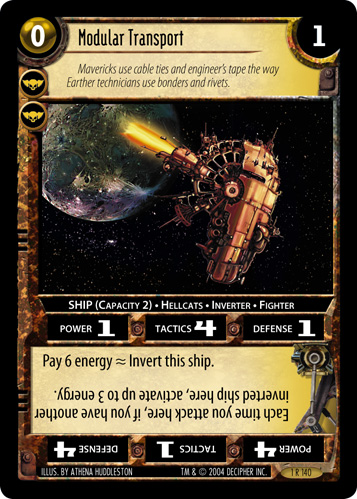 0 Modular Transport 1
Mavericks use cable ties and engineer's tape the way
Earther technicians use bonders and rivets.
SHIP (CAPACITY 2) • HELLCATS • INVERTER • FIGHTER
POWER 1 TACTICS 4 DEFENSE 1
Pay 6 energy ≈ Invert this ship.
Each time you attack here, if you have another
inverted ship here, activate up to 3 energy.
POWER 4 TACTICS 1 DEFENSE 4
ILLUS. BY ATHENA HUDDLESTON TM & © 2004 DECIPHER INC. 1 R 140